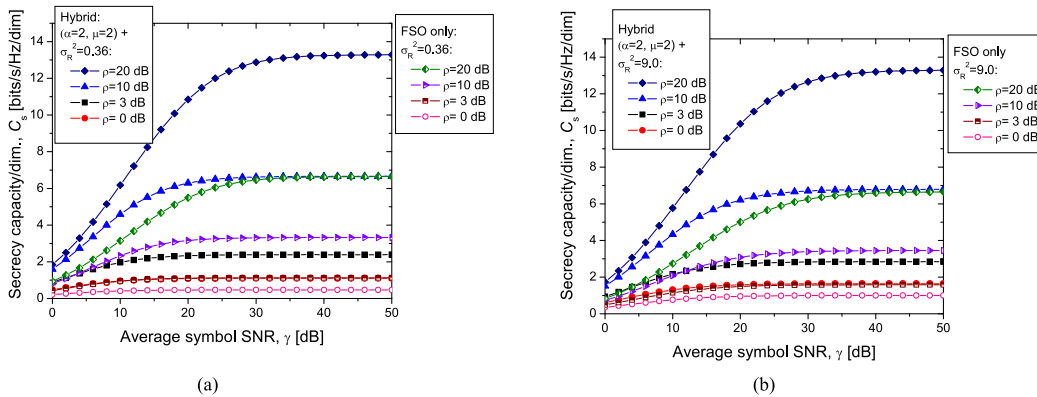 Hybrid:
(α=2, μ=2) +
σR²=0.36:
ρ=20 dB
ρ=10 dB
ρ= 3 dB
ρ= 0 dB
FSO only:
σR²=0.36:
ρ=20 dB
ρ=10 dB
ρ= 3 dB
ρ= 0 dB
Secrecy capacity/dim., Cs [bits/s/Hz/dim]
14
12
10
8
6
4
2
0
0 10 20 30 40 50
Average symbol SNR, γ [dB]
(a)
Hybrid
(α=2, μ=2) +
σR²=9.0:
ρ=20 dB
ρ=10 dB
ρ= 3 dB
ρ= 0 dB
FSO only
σR²=9.0:
ρ=20 dB
ρ=10 dB
ρ= 3 dB
ρ= 0 dB
Secrecy capacity/dim., Cs [bits/s/Hz/dim]
14
12
10
8
6
4
2
0
0 10 20 30 40 50
Average symbol SNR, γ [dB]
(b)